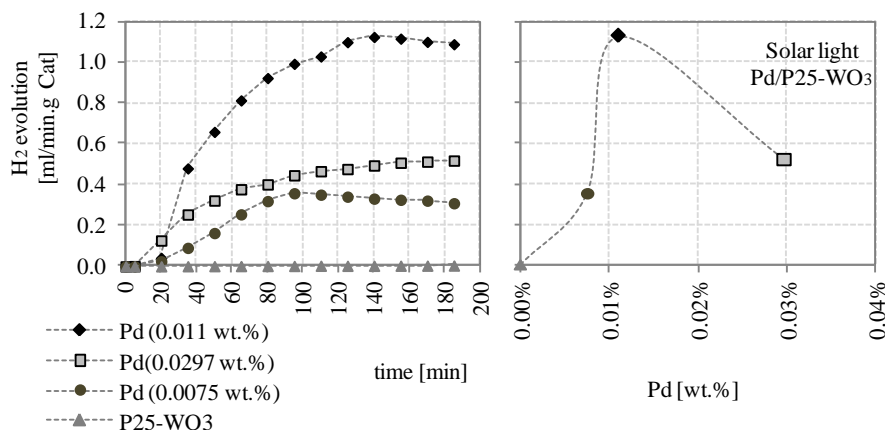 H2 evolution
[ml/min.g Cat]
1.2
1.0
0.8
0.6
0.4
0.2
0.0
0
20
40
60
80
100
120
140
160
180
200
time [min]
Pd (0.011 wt.%)
Pd(0.0297 wt.%)
Pd (0.0075 wt.%)
P25-WO3
Solar light
Pd/P25-WO3
0.00%
0.01%
0.02%
0.03%
0.04%
Pd [wt.%]